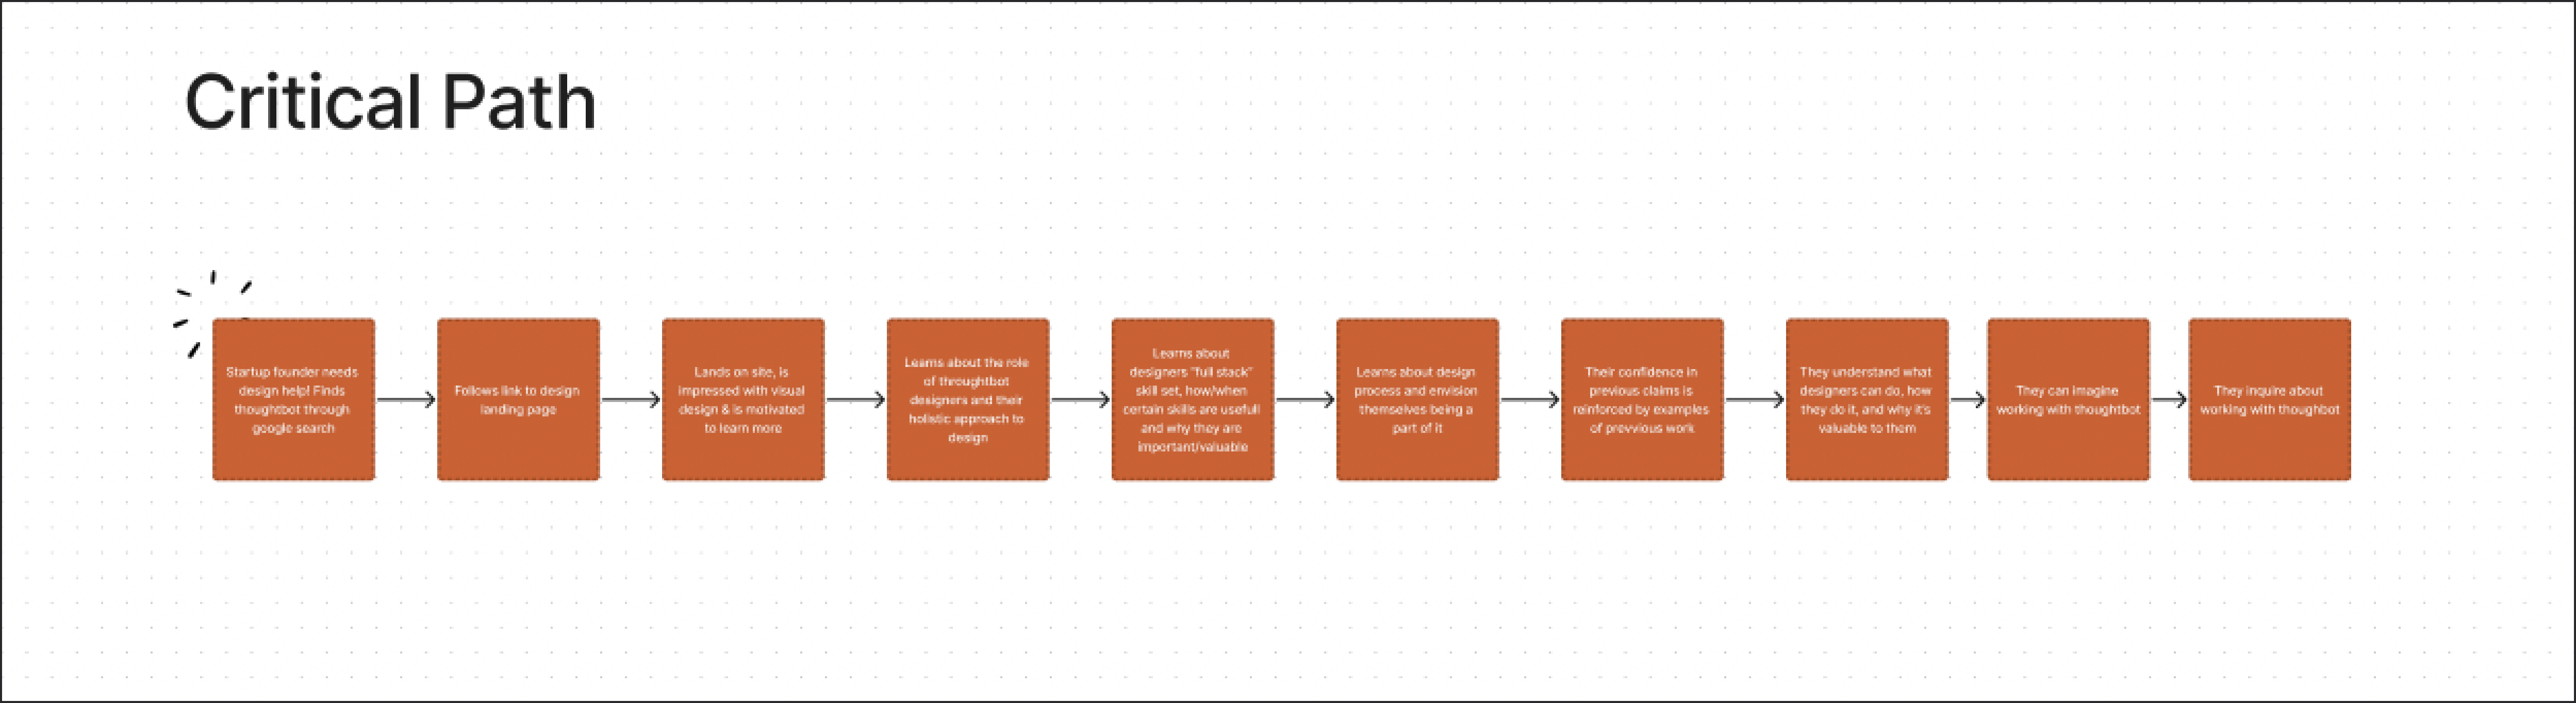 Critical Path
Startup founder needs
design help! Finds
thoughtbot through
google search
Follows link to design
landing page
Lands on site, is
impressed with visual
design & is motivated
to learn more
Learns about the role
of throughtbot
designers and their
holistic approach to
design
Learns about
designers "full stack"
skill set, how/when
certain skills are usefull
and why they are
important/valuable
Learns about design
process and envision
themselves being a
part of it
Their confidence in
previous claims is
reinforced by examples
of prevvious work
They understand what
designers can do, how
they do it, and why it's
valuable to them
They can imagine
working with thoughtbot
They inquire about
working with thoughbot